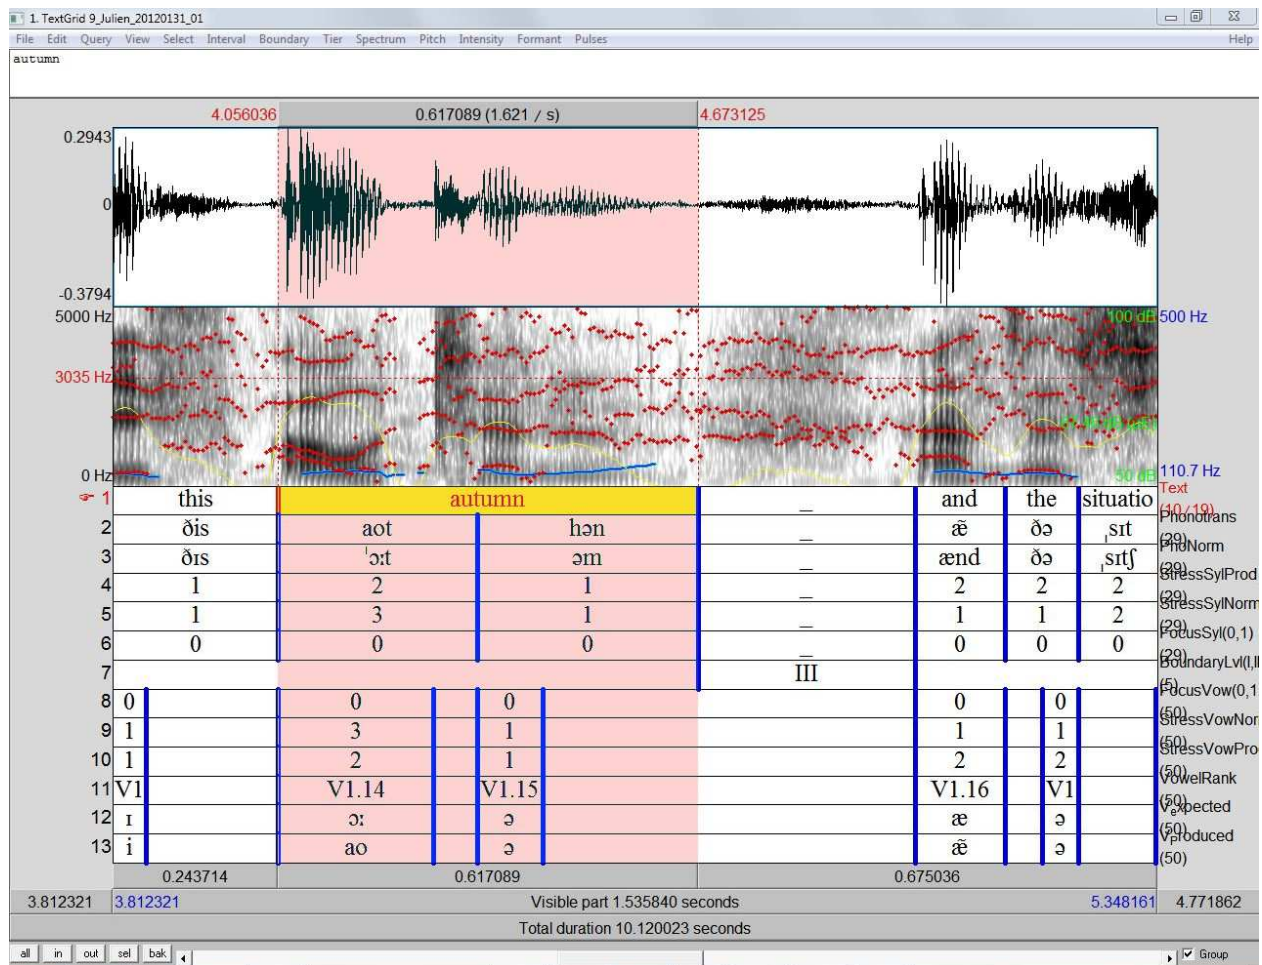 1. TextGrid 9_Julien_20120131_01
File Edit Query View Select Interval Boundary Tier Spectrum Pitch Intensity Formant Pulses Help
autumn
4.056036 0.617089 (1.621 / s) 4.673125
0.2943
0
-0.3794
5000 Hz 100 dB 500 Hz
3035 Hz
0 Hz 50 dB 110.7 Hz
1 this autumn _ and the situatio Text (10/19)
2 ðis aot hən _ æ̃ ðə ˌsɪt Phonotrans (29)
3 ðɪs ˈɔːt əm _ ænd ðə ˌsɪtʃ PhoNorm (29)
4 1 2 1 _ 2 2 2 StressSylProd (29)
5 1 3 1 _ 1 1 2 StressSylNorm (29)
6 0 0 0 _ 0 0 0 FocusSyl(0,1) (29)
7 III BoundaryLvl(I,II (5)
8 0 0 0 0 0 FocusVow(0,1 (50)
9 1 3 1 1 1 StressVowNor (50)
10 1 2 1 2 2 StressVowPro (50)
11 V1 V1.14 V1.15 V1.16 V1 VowelRank (50)
12 ɪ ɔː ə æ ə V_expected (50)
13 i ao ə æ̃ ə V_produced (50)
0.243714 0.617089 0.675036
3.812321 3.812321 Visible part 1.535840 seconds 5.348161 4.771862
Total duration 10.120023 seconds
all in out sel bak Group